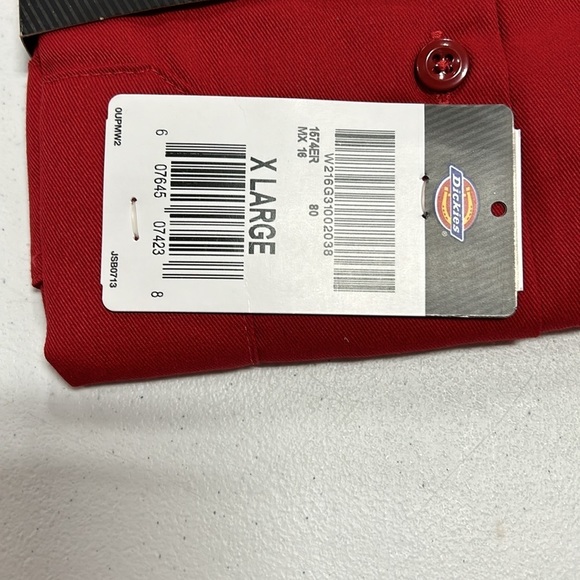 Dickies
W216G31002038
1574ER 80
MX 16
X LARGE
6 07645 07423 8
0UPMW2
JSB0713